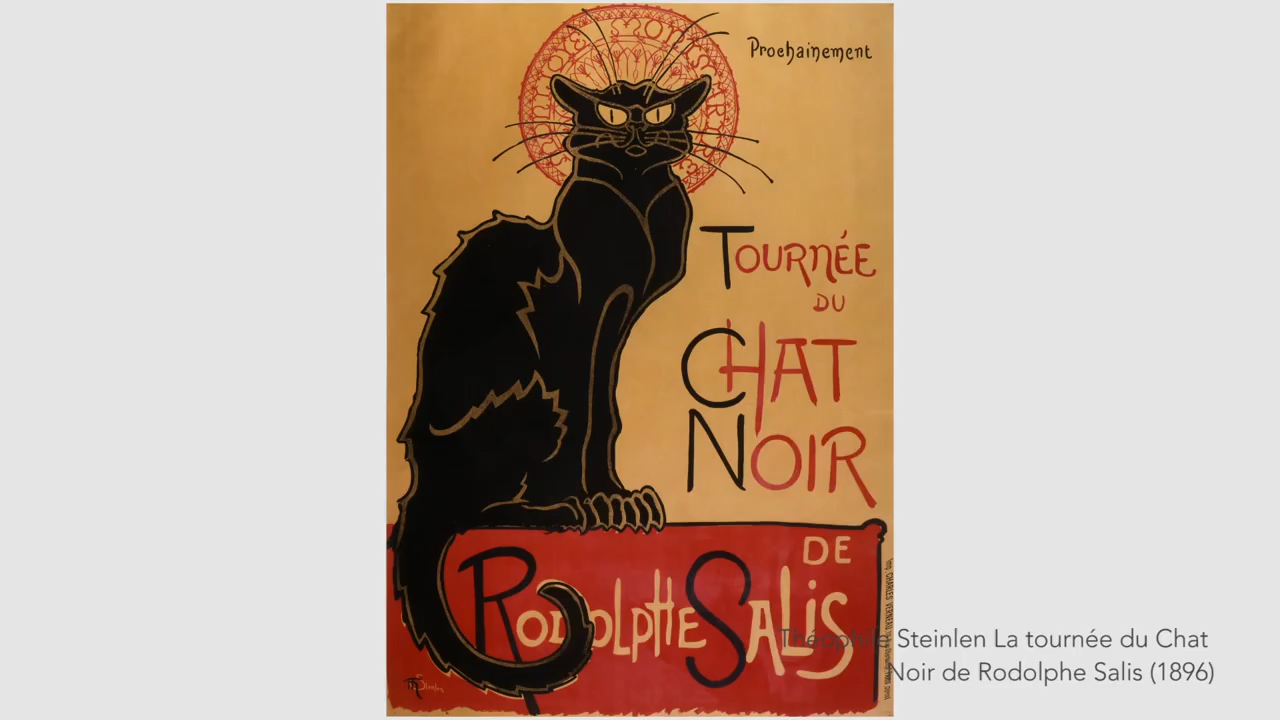 Prochainement
TOURNÉE
DU
CHAT
NOIR
DE
RODOLPHE SALIS
Steinlen
Théophile Steinlen La tournée du Chat
Noir de Rodolphe Salis (1896)